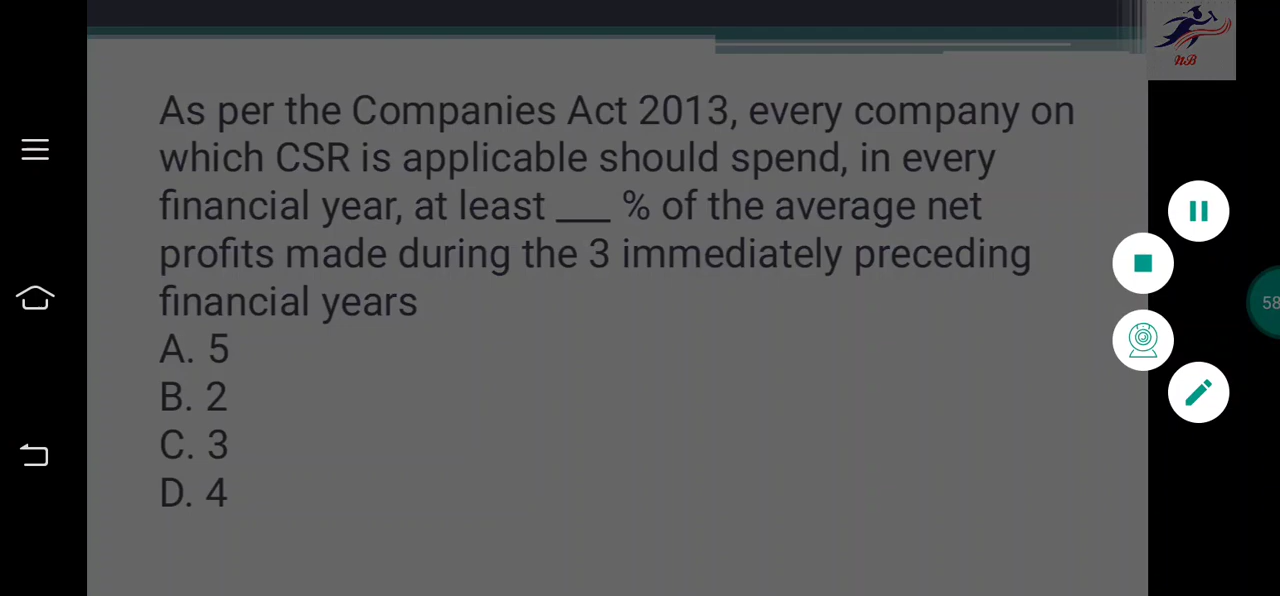 NB
As per the Companies Act 2013, every company on
which CSR is applicable should spend, in every
financial year, at least ___ % of the average net
profits made during the 3 immediately preceding
financial years
A. 5
B. 2
C. 3
D. 4
58